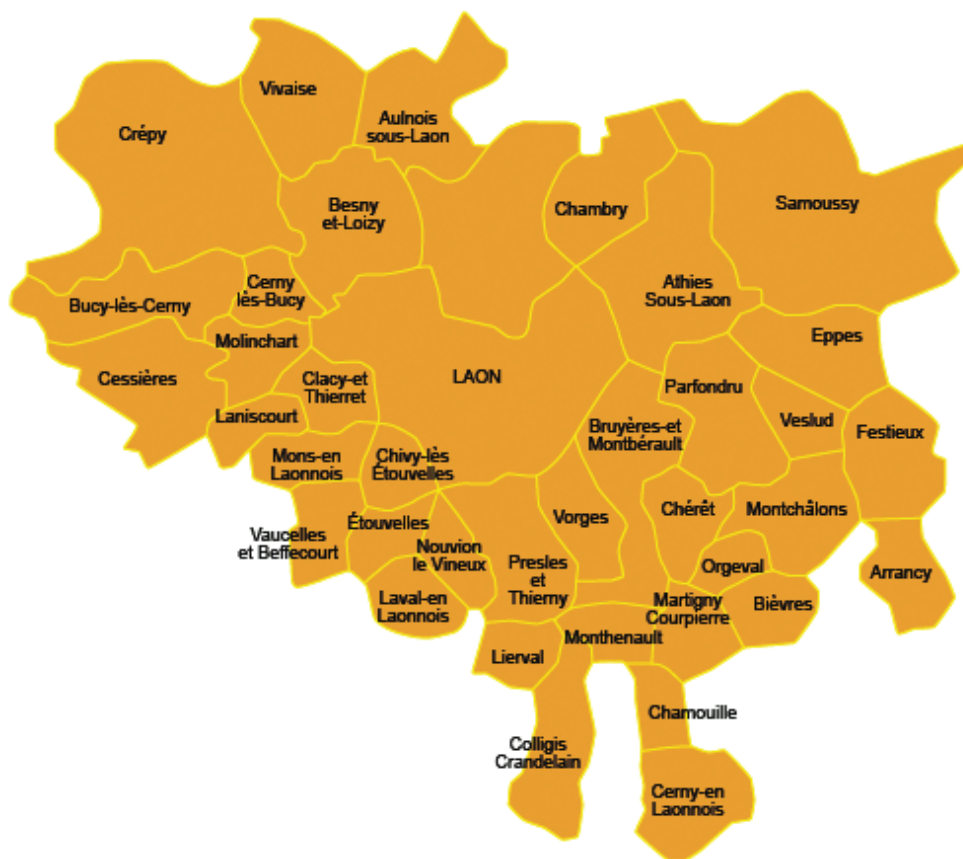 Vivaise
Aulnois
sous-Laon
Crépy
Besny
et-Loizy
Chambry
Samoussy
Cerny
lès-Bucy
Bucy-lès-Cerny
Athies
Sous-Laon
Molinchart
Eppes
Cessières
Clacy-et
Thierret
LAON
Parfondru
Laniscourt
Bruyères-et
Montbérault
Veslud
Festieux
Mons-en
Laonnois
Chivy-lès
Étouvelles
Vaucelles
et Beffecourt
Étouvelles
Vorges
Chérêt
Montchâlons
Nouvion
le Vineux
Presles
et
Thierny
Orgeval
Arrancy
Laval-en
Laonnois
Martigny
Courpierre
Bièvres
Monthenault
Lierval
Chamouille
Colligis
Crandelain
Cerny-en
Laonnois